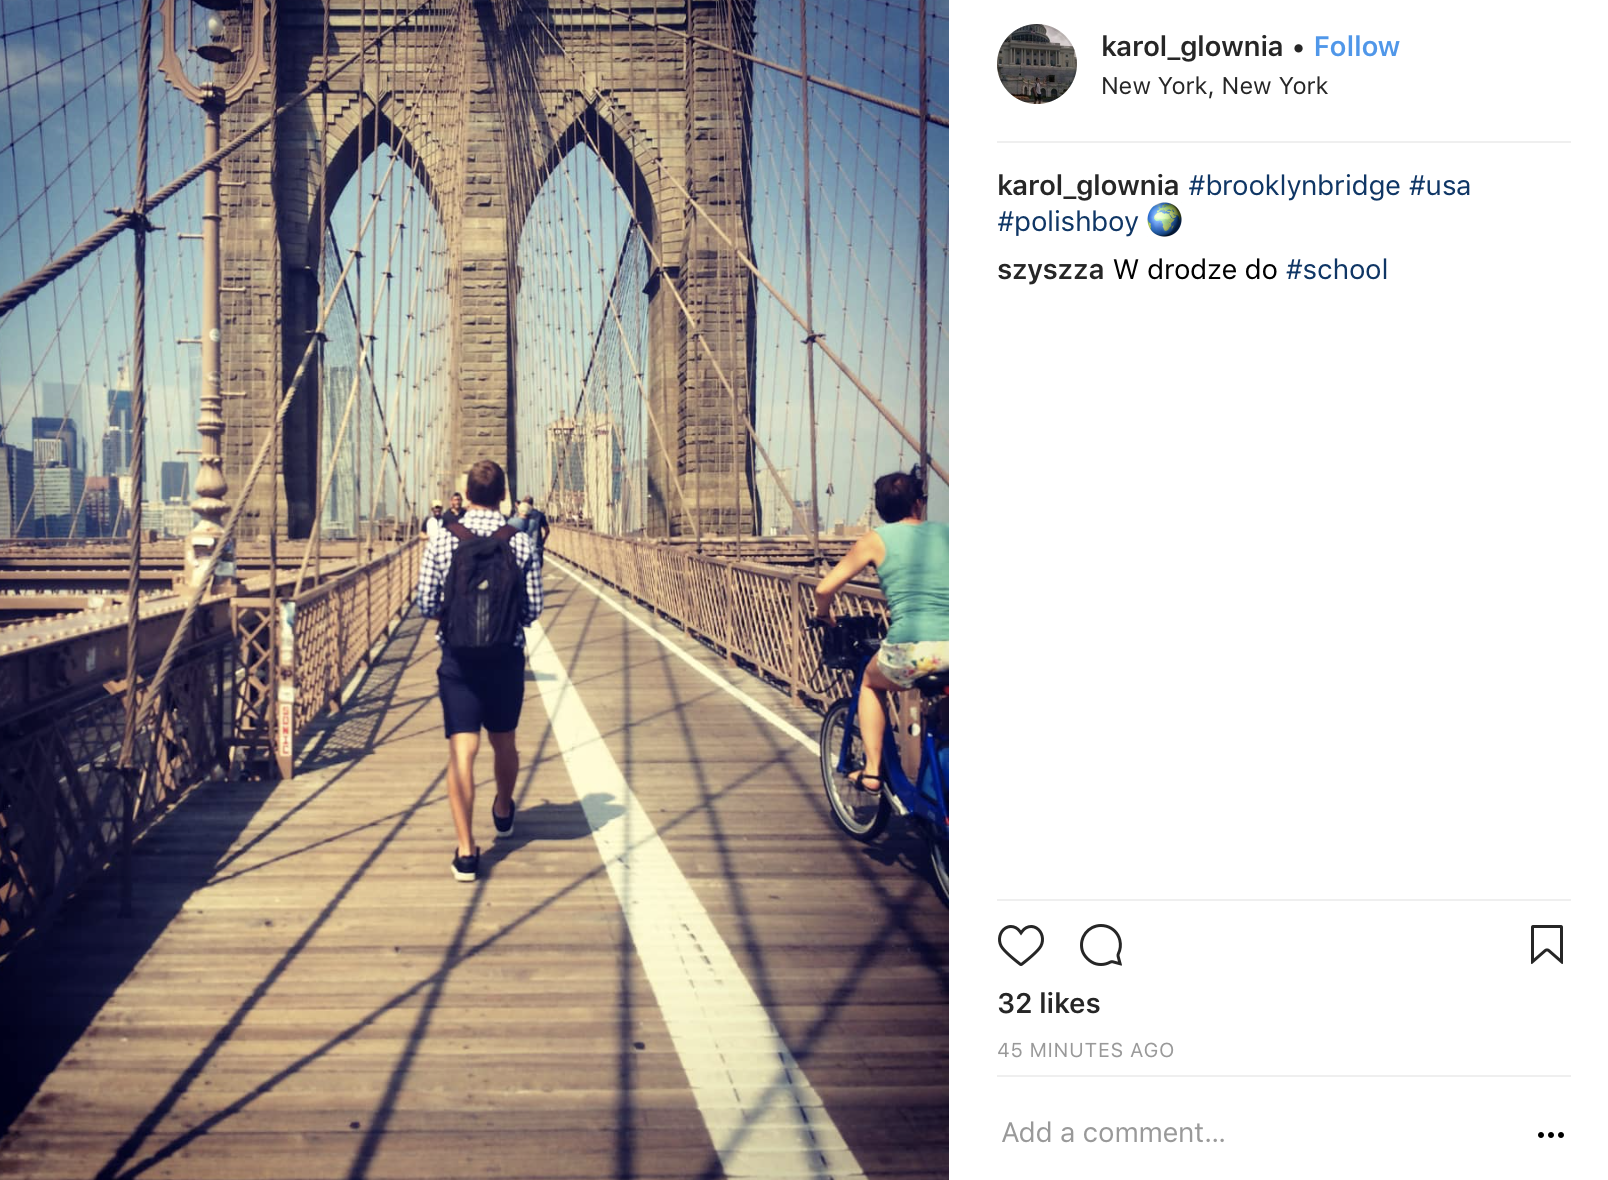 karol_glownia • Follow
New York, New York
karol_glownia #brooklynbridge #usa
#polishboy 🌍
szyszza W drodze do #school
32 likes
45 MINUTES AGO
Add a comment...